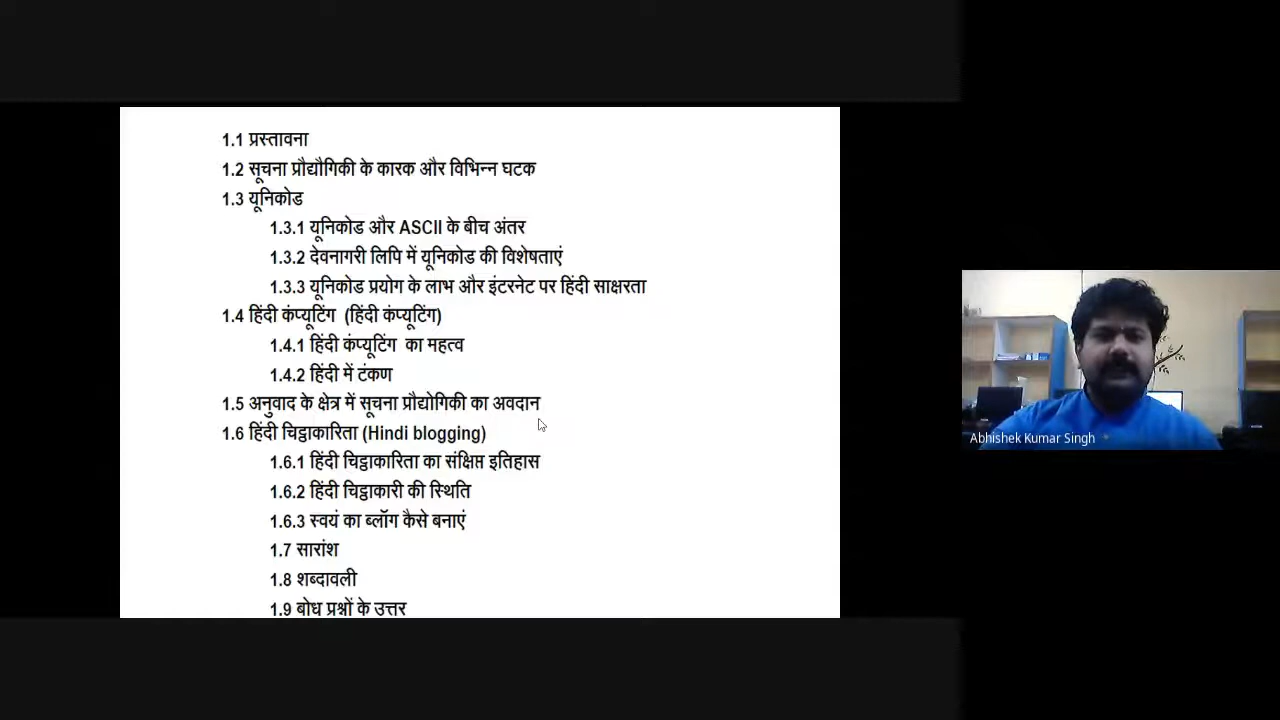 1.1 प्रस्तावना
1.2 सूचना प्रौद्यौगिकी के कारक और विभिन्न घटक
1.3 यूनिकोड
1.3.1 यूनिकोड और ASCII के बीच अंतर
1.3.2 देवनागरी लिपि में यूनिकोड की विशेषताएं
1.3.3 यूनिकोड प्रयोग के लाभ और इंटरनेट पर हिंदी साक्षरता
1.4 हिंदी कंप्यूटिंग (हिंदी कंप्यूटिंग)
1.4.1 हिंदी कंप्यूटिंग का महत्व
1.4.2 हिंदी में टंकण
1.5 अनुवाद के क्षेत्र में सूचना प्रौद्योगिकी का अवदान
1.6 हिंदी चिट्ठाकारिता (Hindi blogging)
1.6.1 हिंदी चिट्ठाकारिता का संक्षिप्त इतिहास
1.6.2 हिंदी चिट्ठाकारी की स्थिति
1.6.3 स्वयं का ब्लॉग कैसे बनाएं
1.7 सारांश
1.8 शब्दावली
1.9 बोध प्रश्नों के उत्तर
Abhishek Kumar Singh